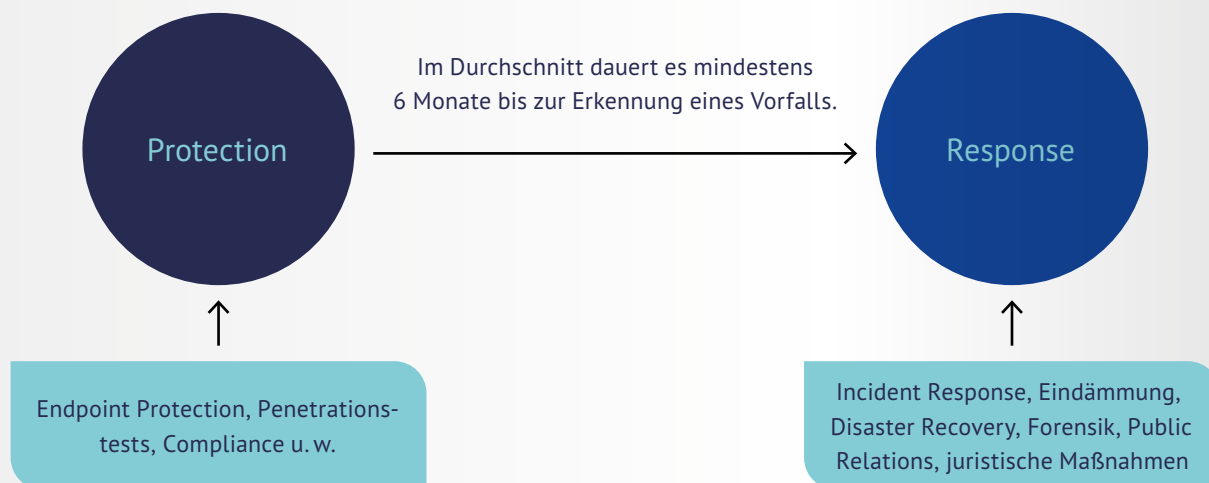 Im Durchschnitt dauert es mindestens
6 Monate bis zur Erkennung eines Vorfalls.
Protection
Response
Endpoint Protection, Penetrations-
tests, Compliance u. w.
Incident Response, Eindämmung,
Disaster Recovery, Forensik, Public
Relations, juristische Maßnahmen